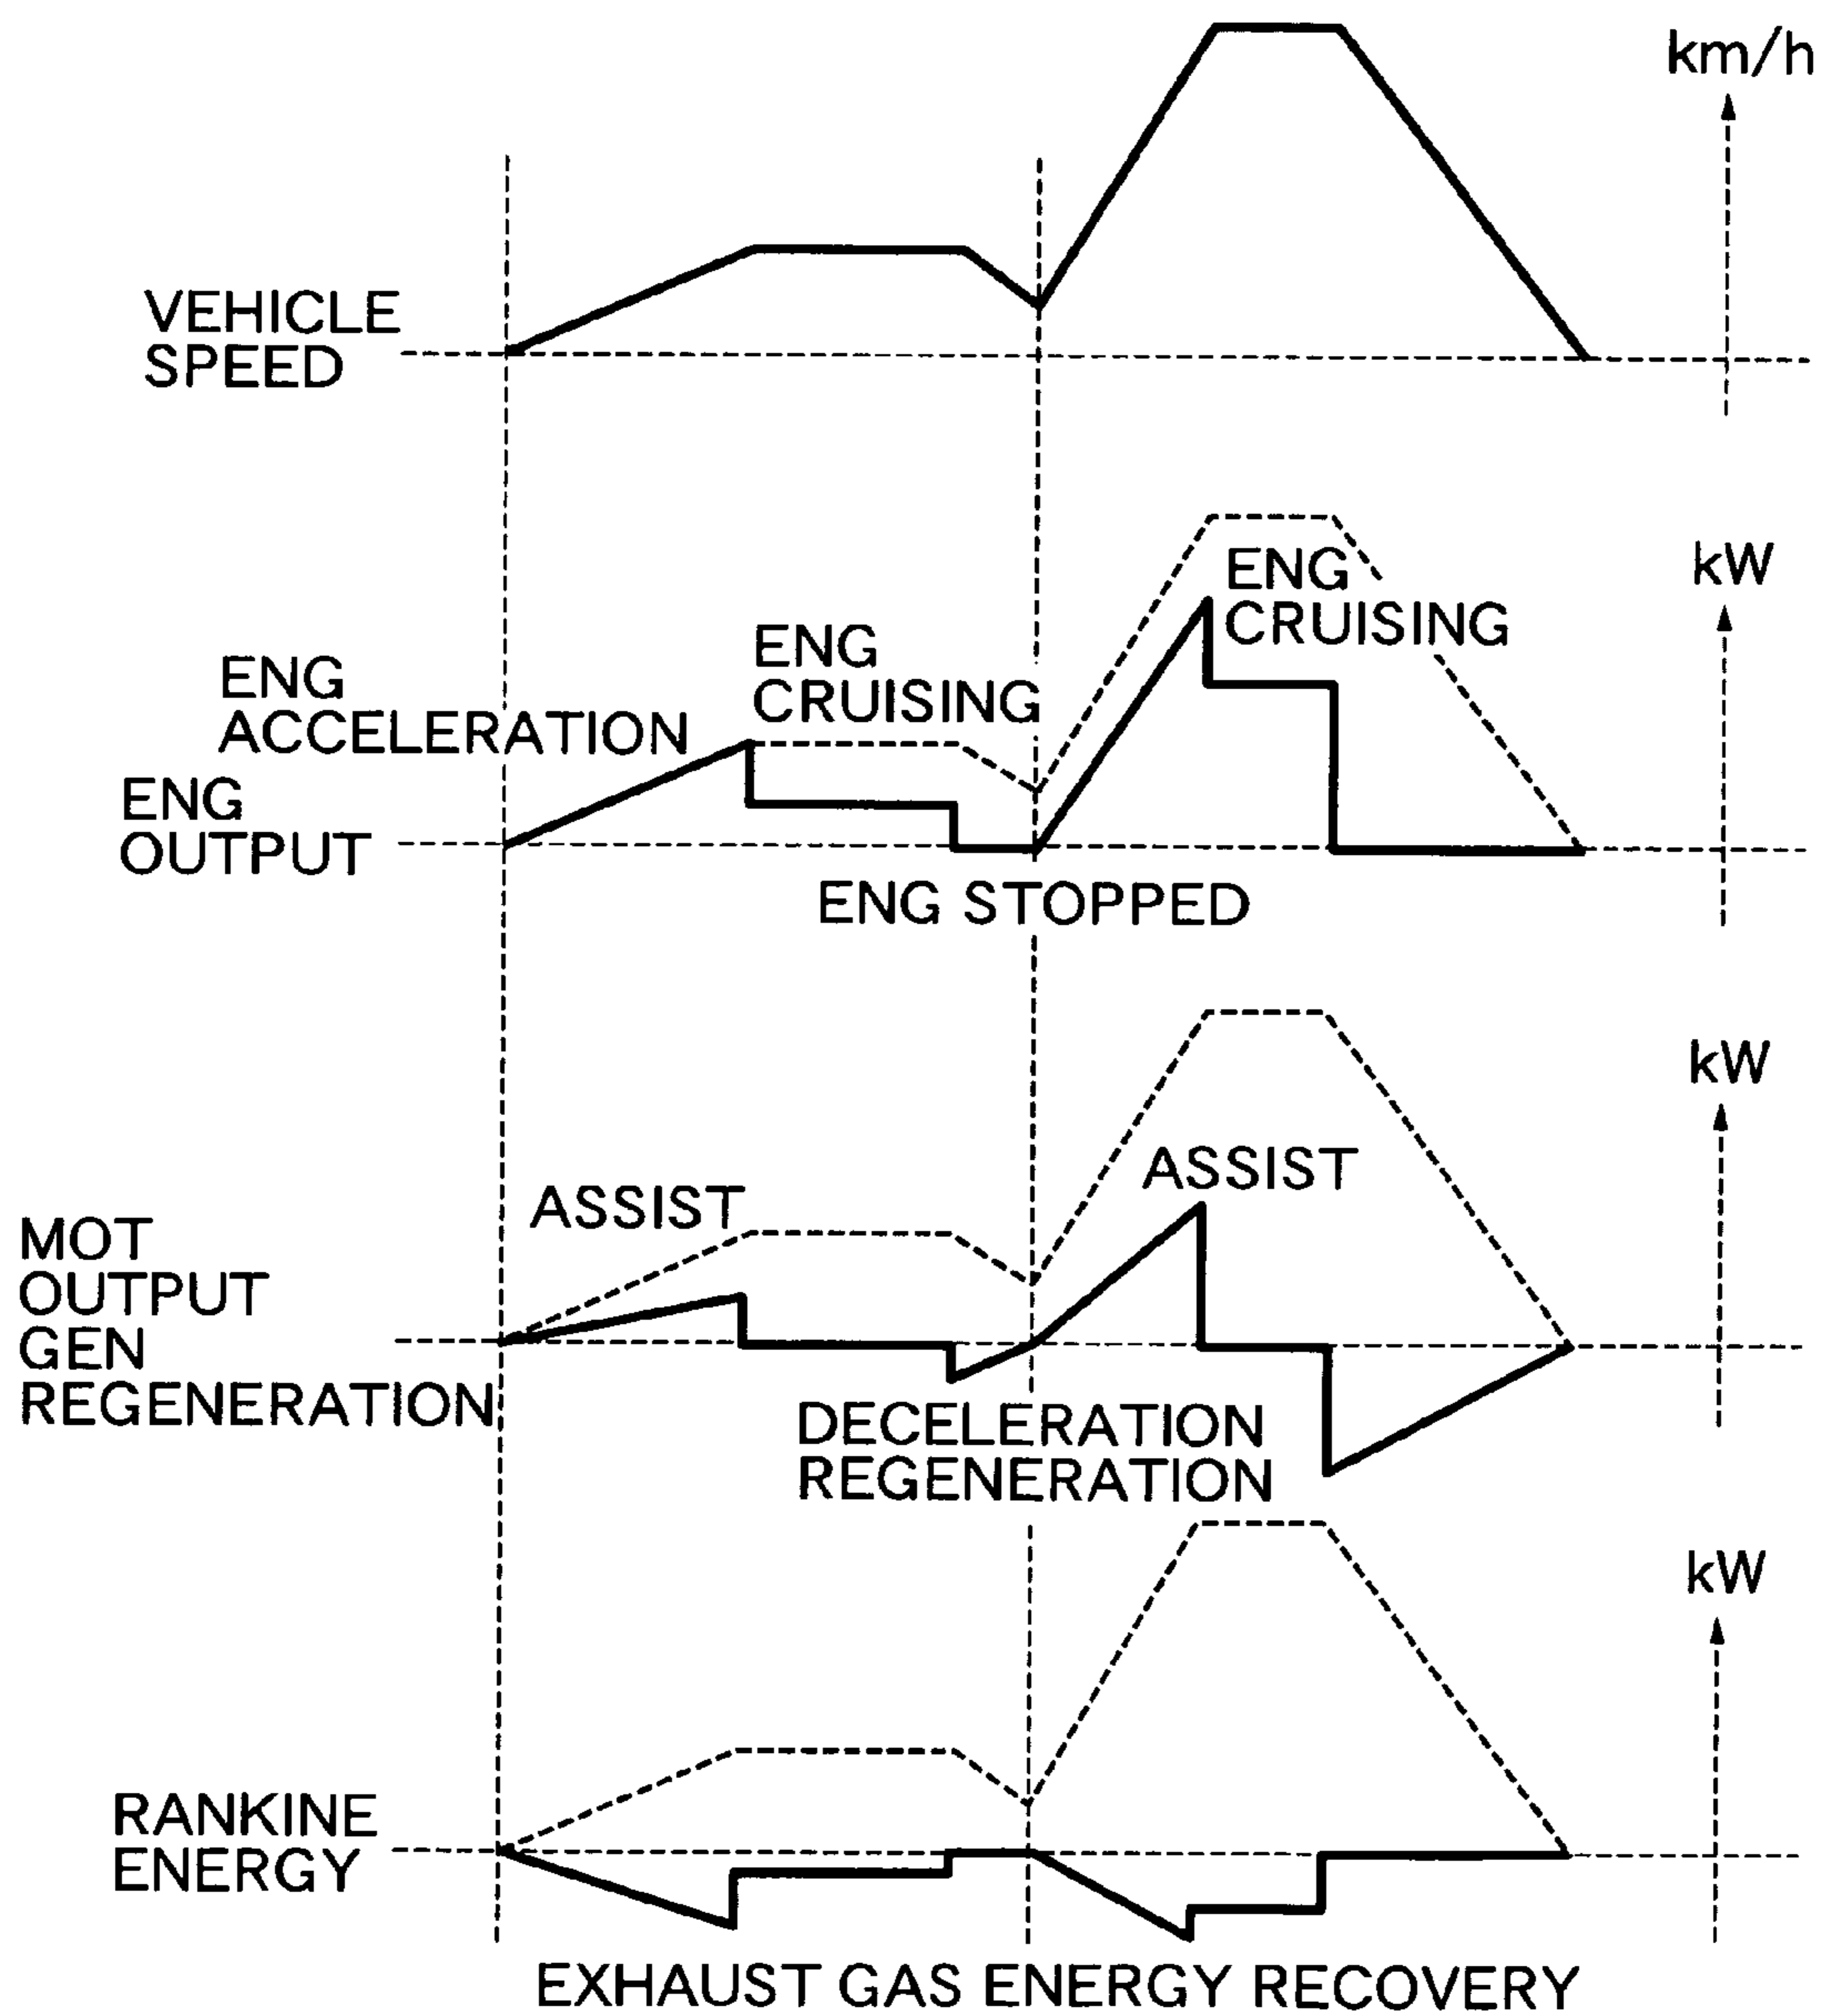 km/h
VEHICLE
SPEED
kW
ENG
CRUISING
ENG
CRUISING
ENG
ACCELERATION
ENG
OUTPUT
ENG STOPPED
kW
ASSIST
ASSIST
MOT
OUTPUT
GEN
REGENERATION
DECELERATION
REGENERATION
kW
RANKINE
ENERGY
EXHAUST GAS ENERGY RECOVERY